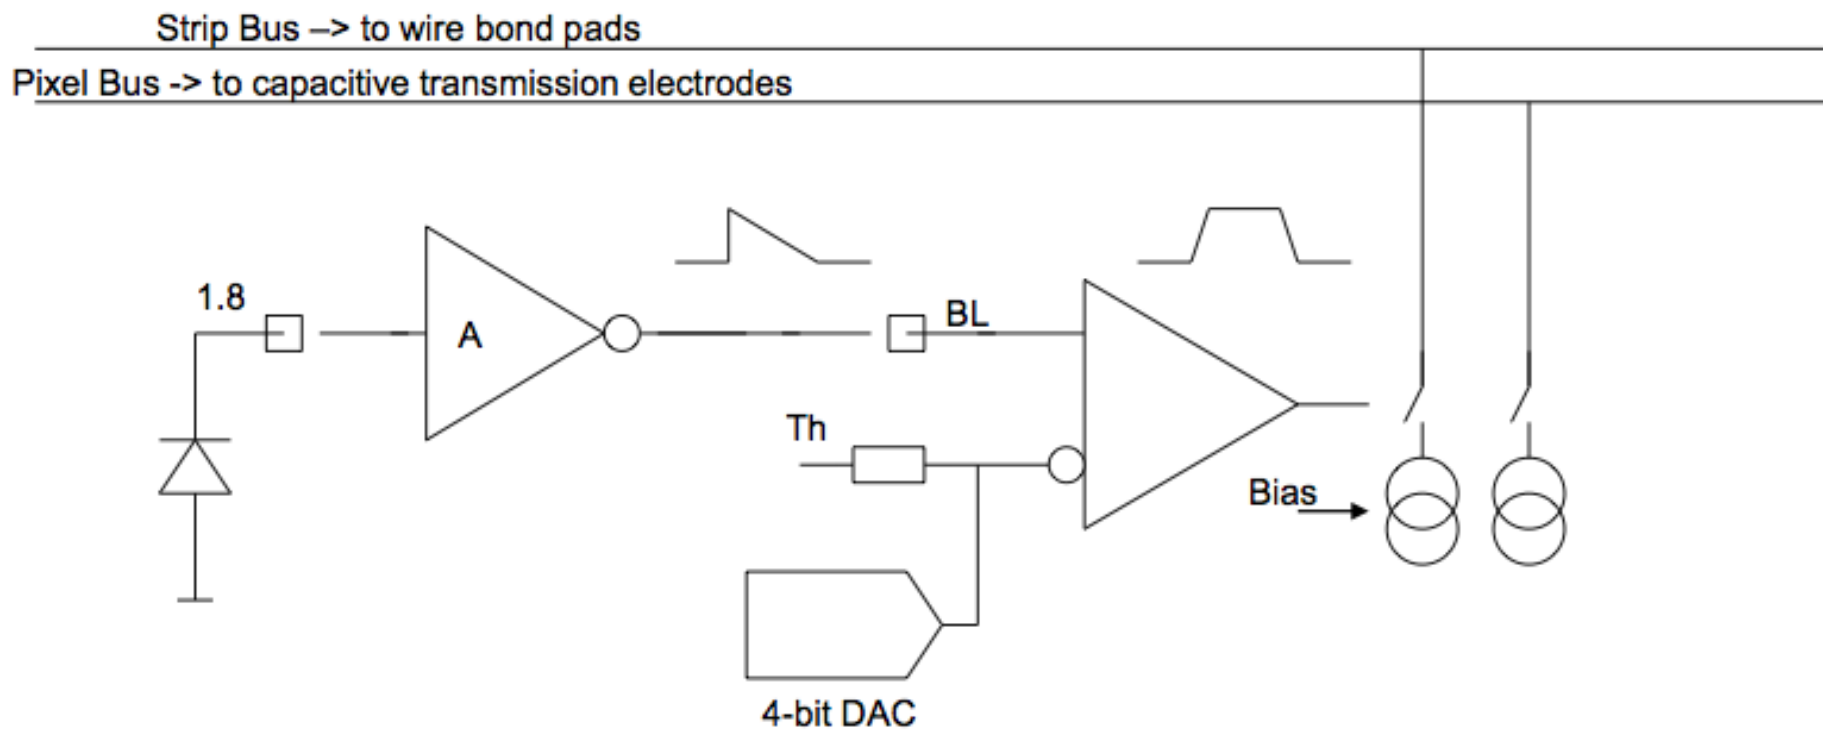 Strip Bus –> to wire bond pads
Pixel Bus -> to capacitive transmission electrodes
1.8
A
BL
Th
Bias
4-bit DAC